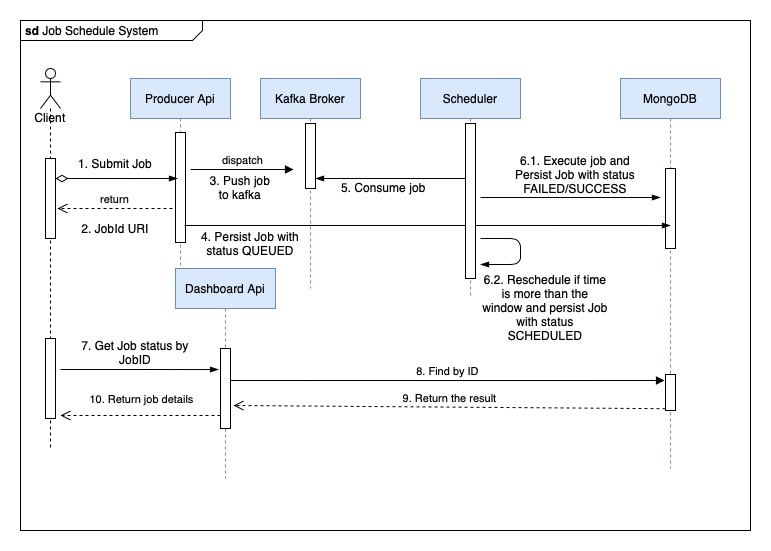 sd Job Schedule System
Client
Producer Api
Kafka Broker
Scheduler
MongoDB
1. Submit Job
dispatch
3. Push job
to kafka
5. Consume job
6.1. Execute job and
Persist Job with status
FAILED/SUCCESS
return
2. JobId URI
4. Persist Job with
status QUEUED
6.2. Reschedule if time
is more than the
window and persist Job
with status
SCHEDULED
Dashboard Api
7. Get Job status by
JobID
8. Find by ID
9. Return the result
10. Return job details